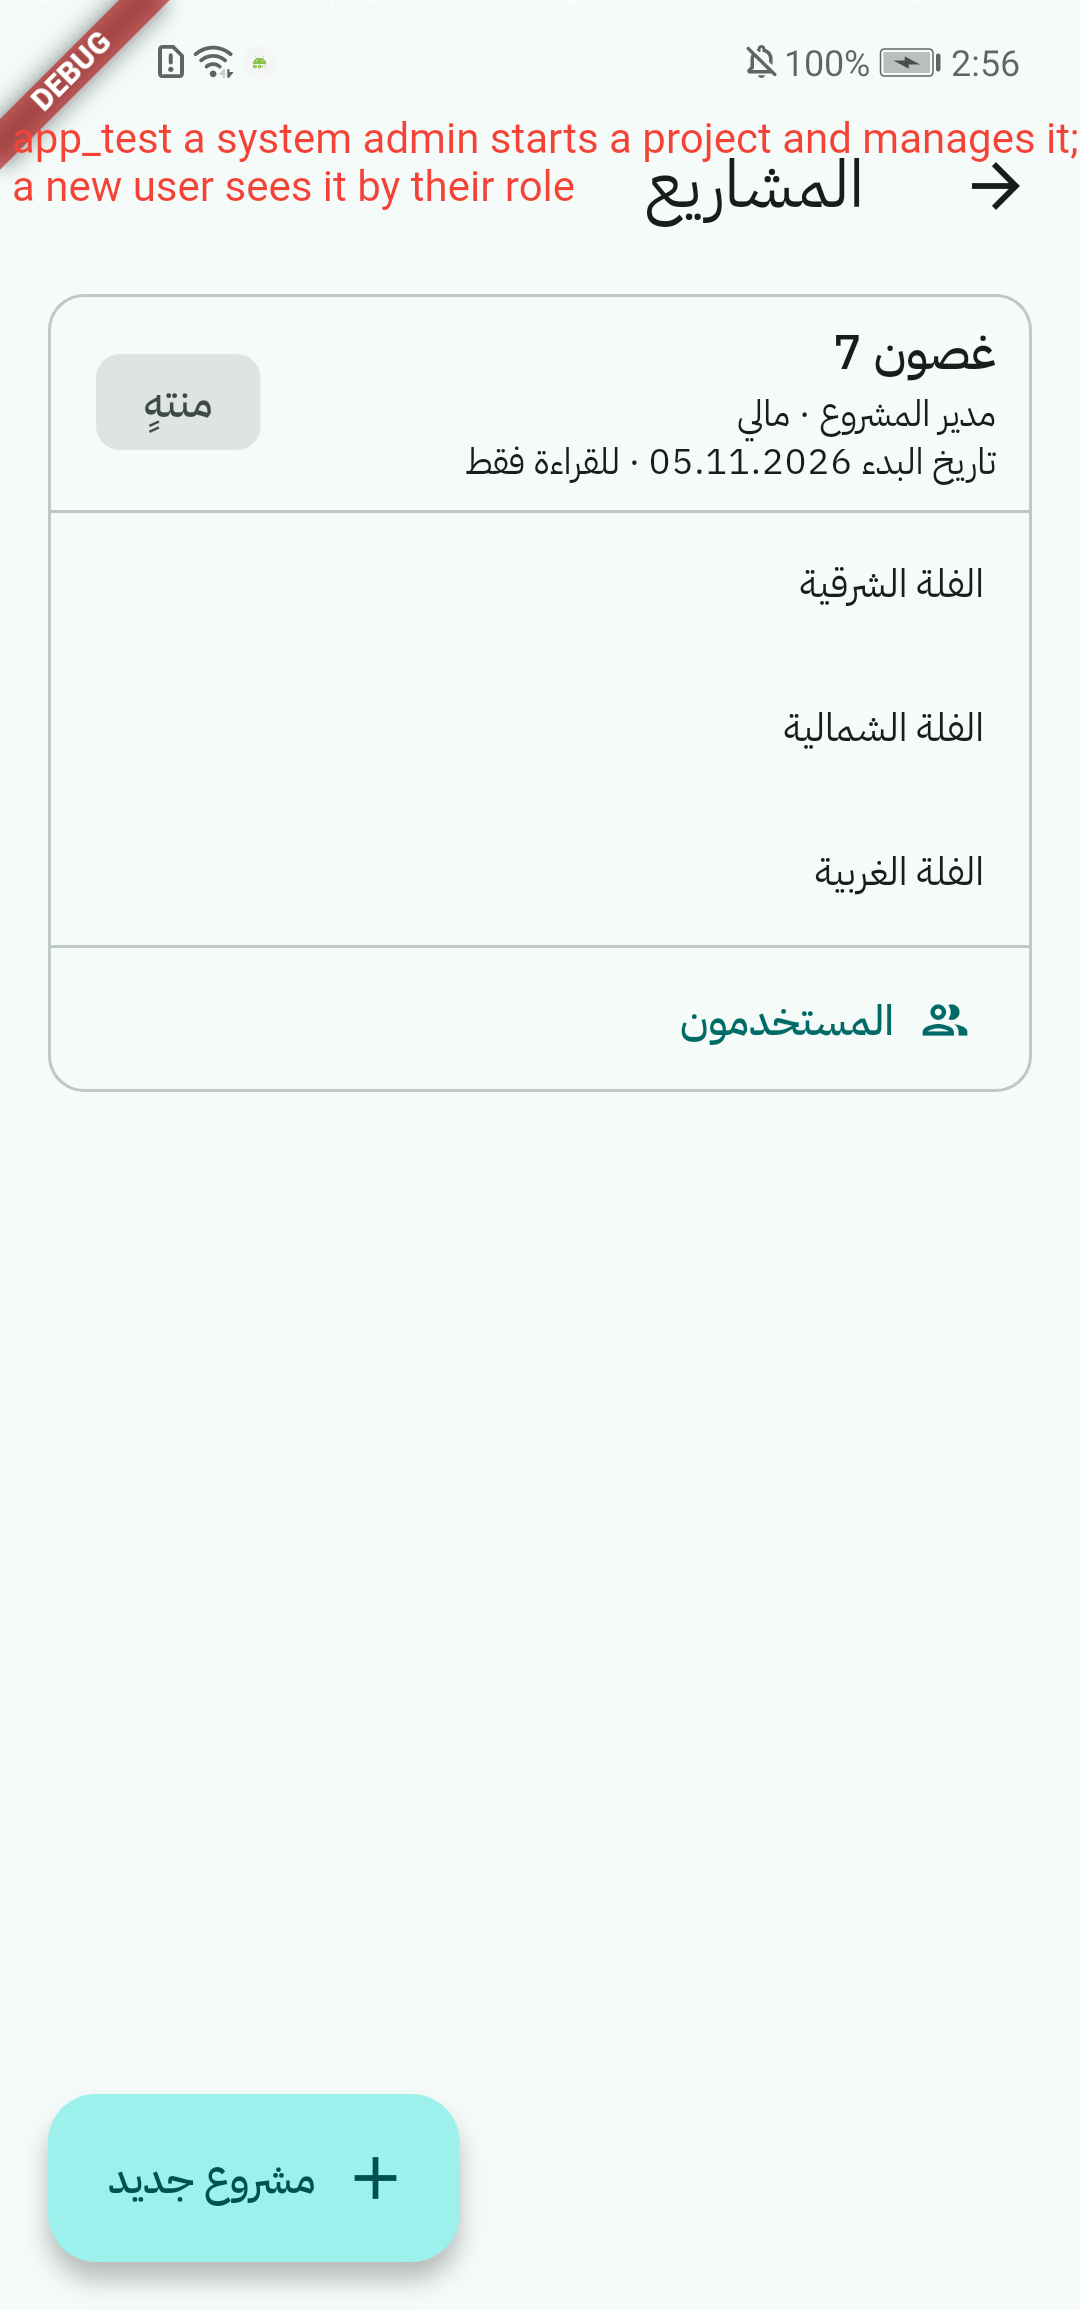 DEBUG
100% 2:56
app_test a system admin starts a project and manages it;
a new user sees it by their role
المشاريع
غصون 7
منتهٍ
مدير المشروع · مالي
تاريخ البدء 05.11.2026 · للقراءة فقط
الفلة الشرقية
الفلة الشمالية
الفلة الغربية
المستخدمون
مشروع جديد